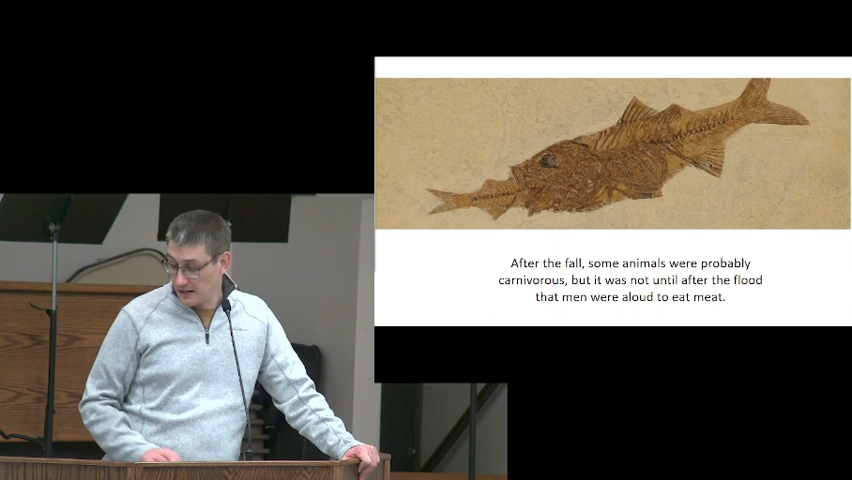 After the fall, some animals were probably
carnivorous, but it was not until after the flood
that men were aloud to eat meat.